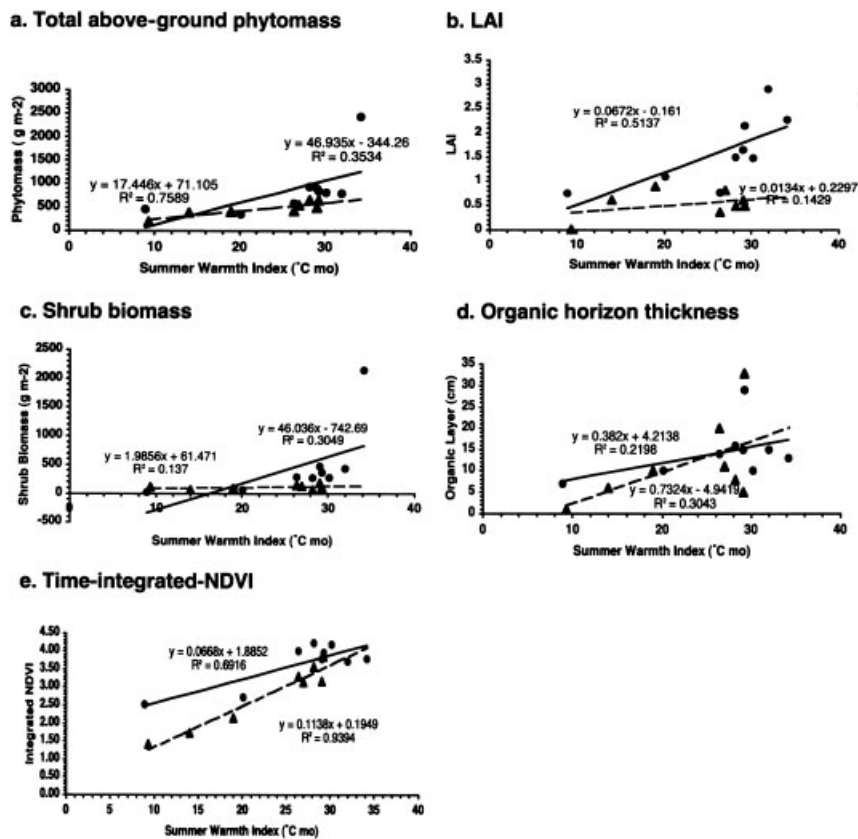 a. Total above-ground phytomass
Phytomass (g m-2)
3000
2500
2000
1500
1000
500
0
y = 46.935x - 344.26
R² = 0.3534
y = 17.446x + 71.105
R² = 0.7589
0 10 20 30 40
Summer Warmth Index (˚C mo)
b. LAI
LAI
3.5
3
2.5
2
1.5
1
0.5
0
y = 0.0672x - 0.161
R² = 0.5137
y = 0.0134x + 0.2297
R² = 0.1429
0 10 20 30 40
Summer Warmth Index (˚C mo)
c. Shrub biomass
Shrub Biomass (g m-2)
2500
2000
1500
1000
500
0
-500
y = 46.036x - 742.69
R² = 0.3049
y = 1.9856x + 61.471
R² = 0.137
0 10 20 30 40
Summer Warmth Index (˚C mo)
d. Organic horizon thickness
Organic Layer (cm)
35
30
25
20
15
10
5
0
y = 0.382x + 4.2138
R² = 0.2198
y = 0.7324x - 4.9419
R² = 0.3043
0 10 20 30 40
Summer Warmth Index (˚C mo)
e. Time-integrated-NDVI
Integrated NDVI
4.50
4.00
3.50
3.00
2.50
2.00
1.50
1.00
0.50
0.00
y = 0.0668x + 1.8852
R² = 0.6916
y = 0.1138x + 0.1949
R² = 0.9394
0 5 10 15 20 25 30 35 40
Summer Warmth Index (˚C mo)